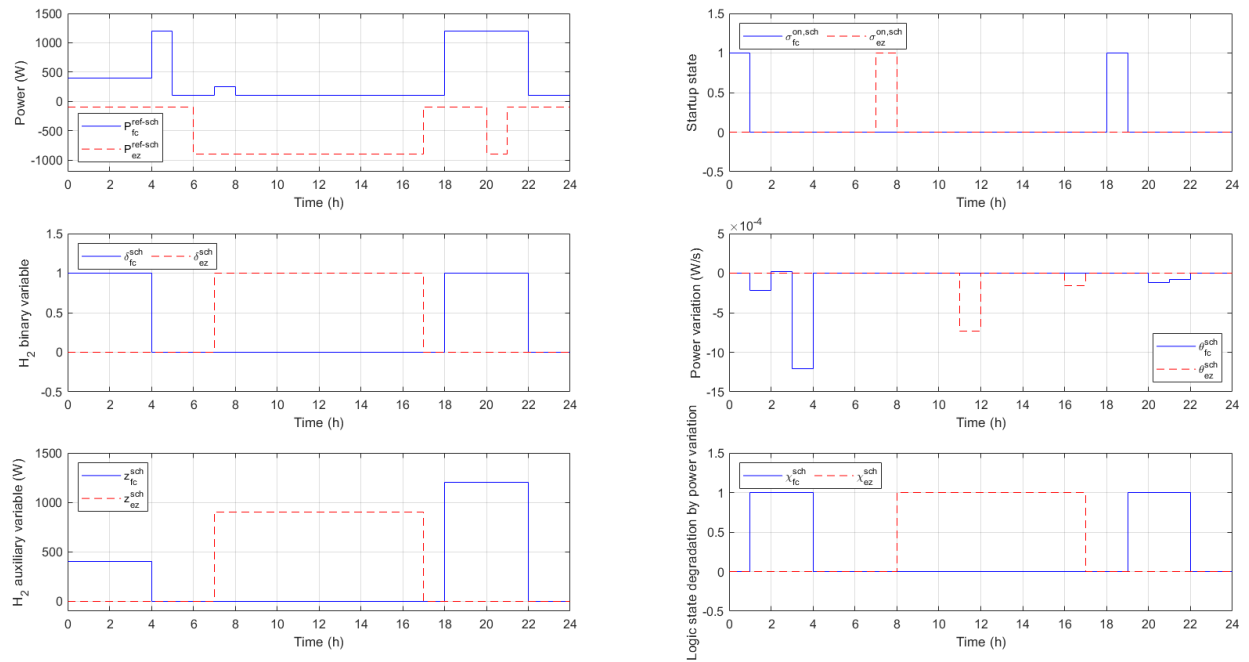 1500
1000
500
0
-500
-1000
Power (W)
P_fc^ref-sch
P_ez^ref-sch
0 2 4 6 8 10 12 14 16 18 20 22 24
Time (h)
1.5
1
0.5
0
-0.5
Startup state
σ_fc^on,sch σ_ez^on,sch
0 2 4 6 8 10 12 14 16 18 20 22 24
Time (h)
1.5
1
0.5
0
-0.5
H_2 binary variable
δ_fc^sch δ_ez^sch
0 2 4 6 8 10 12 14 16 18 20 22 24
Time (h)
×10^-4
5
0
-5
-10
-15
Power variation (W/s)
θ_fc^sch
θ_ez^sch
0 2 4 6 8 10 12 14 16 18 20 22 24
Time (h)
1500
1000
500
0
H_2 auxiliary variable (W)
z_fc^sch
z_ez^sch
0 2 4 6 8 10 12 14 16 18 20 22 24
Time (h)
1.5
1
0.5
0
-0.5
Logic state degradation by power variation
χ_fc^sch χ_ez^sch
0 2 4 6 8 10 12 14 16 18 20 22 24
Time (h)